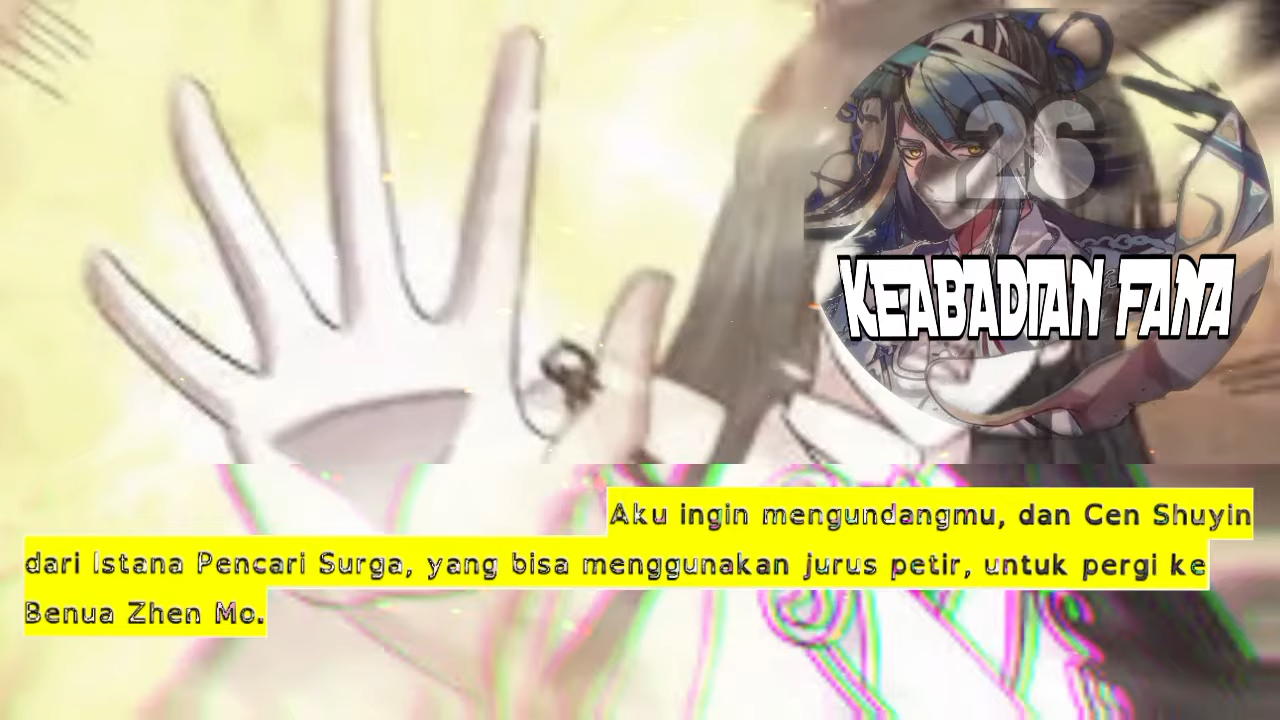 26
KEABADIAN FANA
Aku ingin mengundangmu, dan Cen Shuyin
dari Istana Pencari Surga, yang bisa menggunakan jurus petir, untuk pergi ke
Benua Zhen Mo.